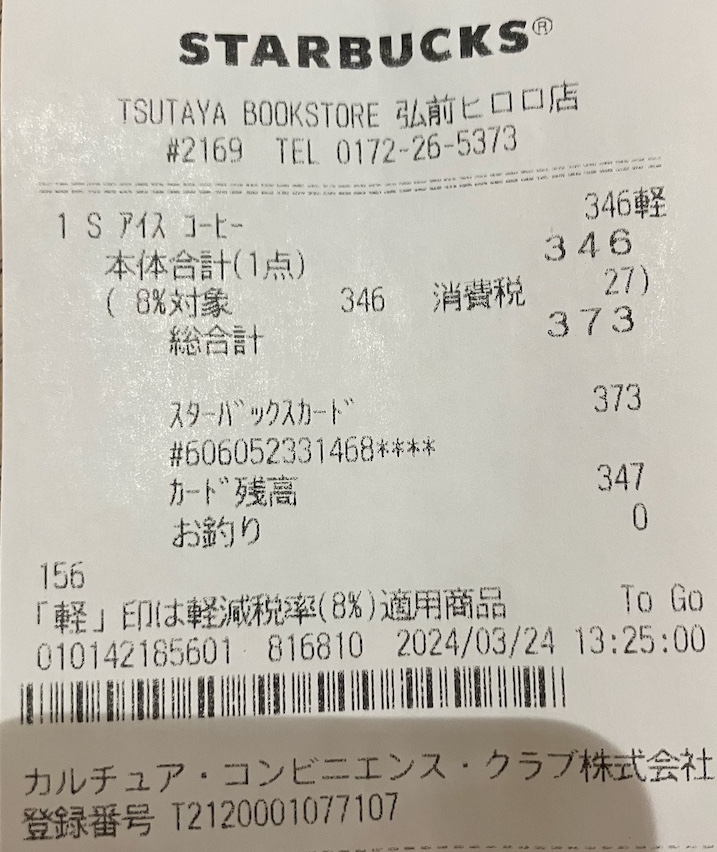 STARBUCKS®
TSUTAYA BOOKSTORE 弘前ヒロロ店
#2169 TEL 0172-26-5373
1 S アイス コーヒー 346軽
本体合計(1点) 346
( 8%対象 346 消費税 27)
総合計 373
スターバックスカード 373
#606052331468****
カード残高 347
お釣り 0
156
「軽」印は軽減税率(8%)適用商品 To Go
010142185601 816810 2024/03/24 13:25:00
カルチュア・コンビニエンス・クラブ株式会社
登録番号 T2120001077107